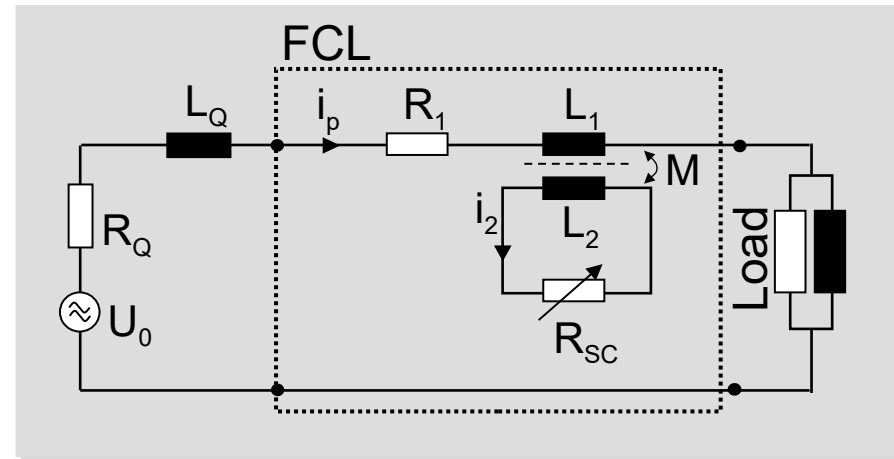 FCL
L_Q
i_p
R_1
L_1
M
R_Q
i_2
L_2
Load
U_0
R_SC